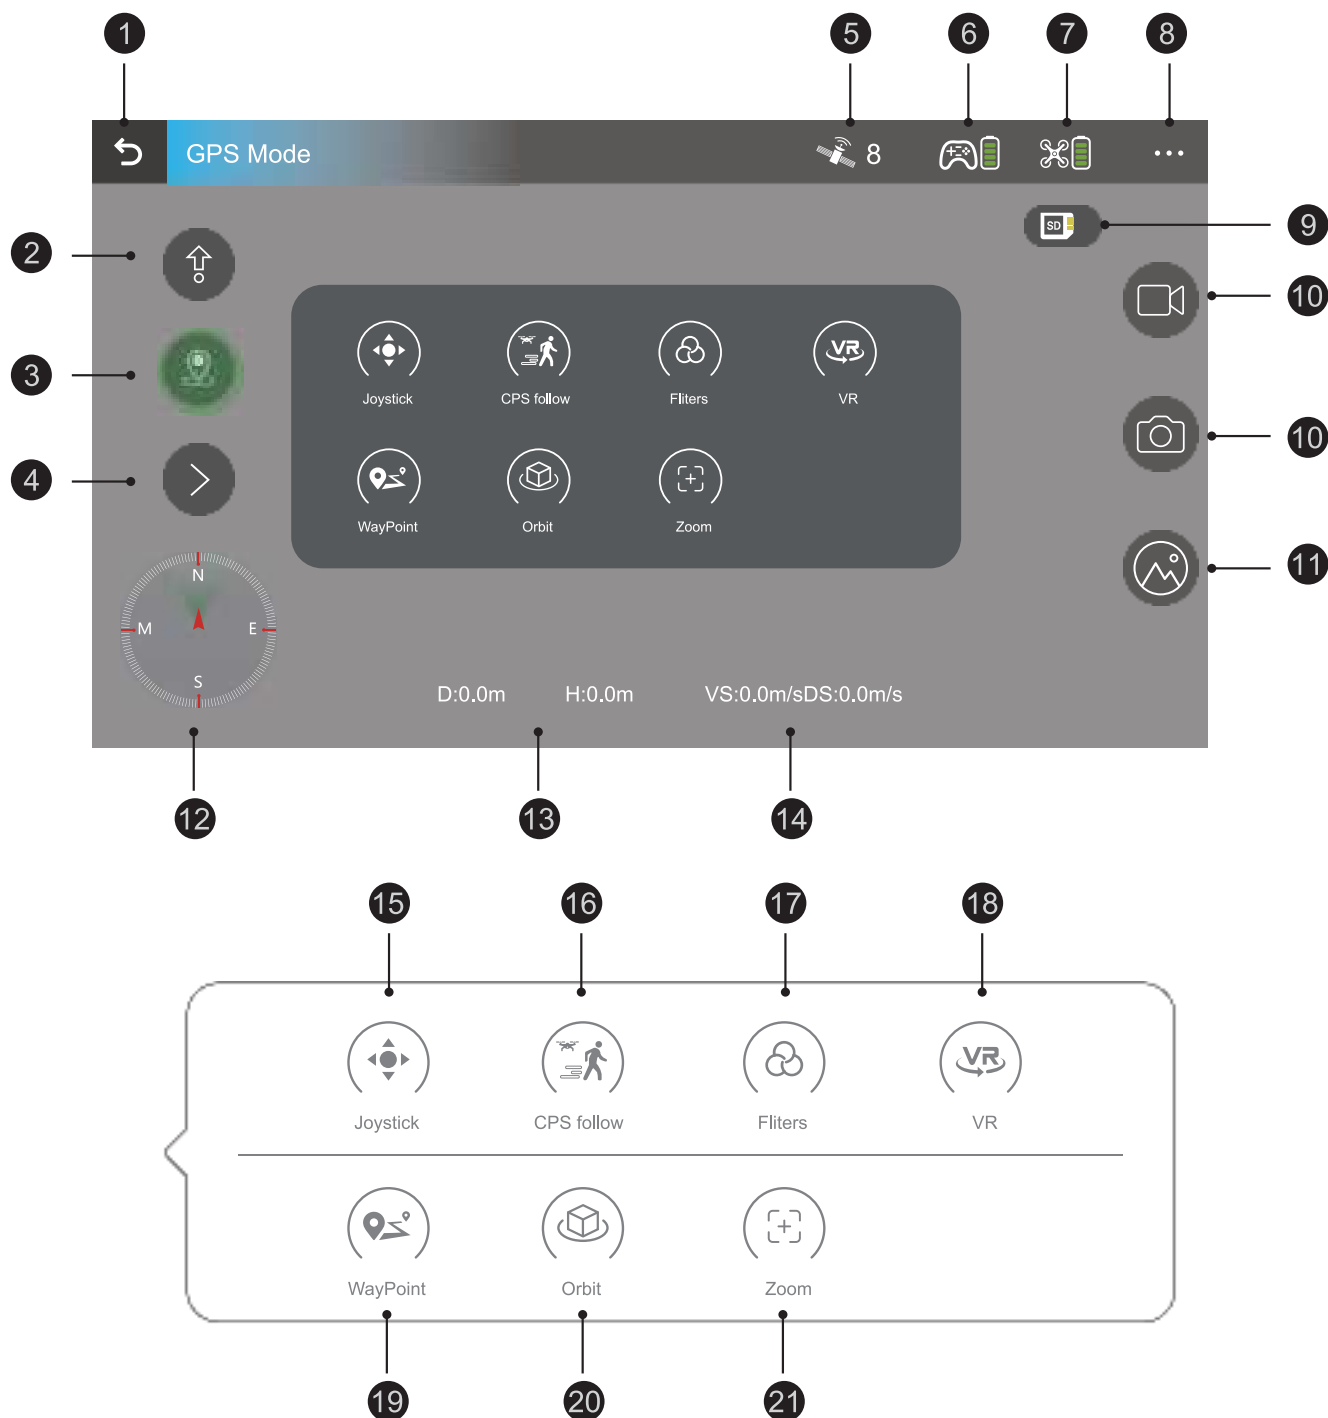 1 5 6 7 8
GPS Mode 8
2 SD 9
10
3
Joystick CPS follow Fliters VR
10
4
WayPoint Orbit Zoom
11
N
M E
S
D:0.0m H:0.0m VS:0.0m/sDS:0.0m/s
12 13 14
15 16 17 18
VR
Joystick CPS follow Fliters VR
WayPoint Orbit Zoom
19 20 21